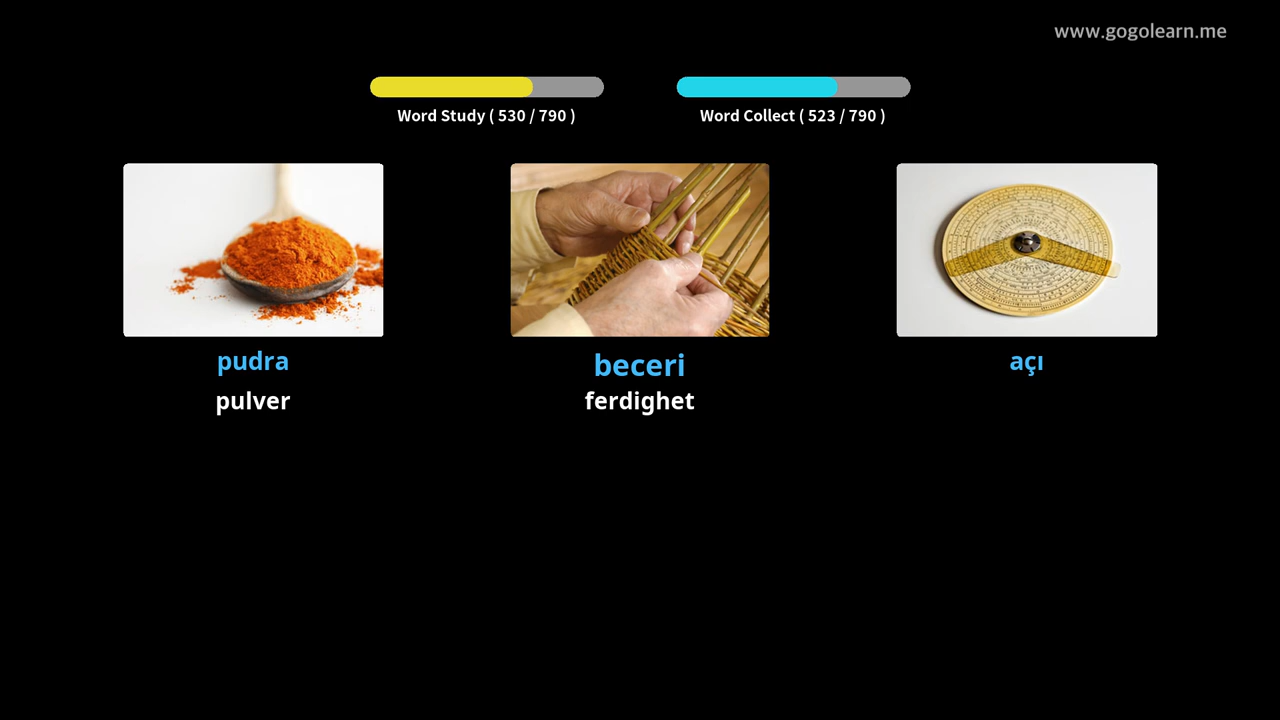 www.gogolearn.me
Word Study ( 530 / 790 )
Word Collect ( 523 / 790 )
pudra
beceri
açı
pulver
ferdighet